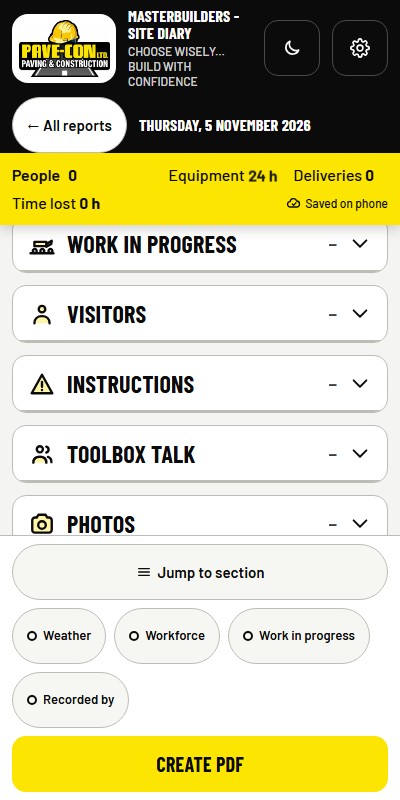 PAVE-CON LTD.
PAVING & CONSTRUCTION
MASTERBUILDERS -
SITE DIARY
CHOOSE WISELY...
BUILD WITH
CONFIDENCE
← All reports
THURSDAY, 5 NOVEMBER 2026
People 0
Equipment 24 h
Deliveries 0
Time lost 0 h
Saved on phone
WORK IN PROGRESS –
VISITORS –
INSTRUCTIONS –
TOOLBOX TALK –
PHOTOS –
Jump to section
Weather
Workforce
Work in progress
Recorded by
CREATE PDF